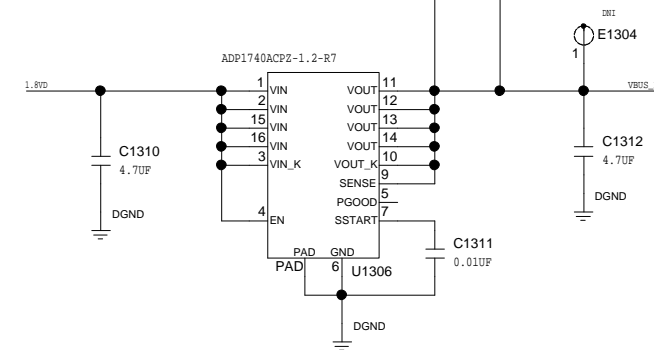 DNI
E1304
1
ADP1740ACPZ-1.2-R7
1.8VD
VBUS_
1 VIN VOUT 11
2 VIN VOUT 12
15 VIN VOUT 13
16 VIN VOUT 14
3 VIN_K VOUT_K 10
SENSE 9
PGOOD 5
4 EN SSTART 7
PAD GND
PAD 6 U1306
C1310
4.7UF
DGND
C1311
0.01UF
DGND
C1312
4.7UF
DGND